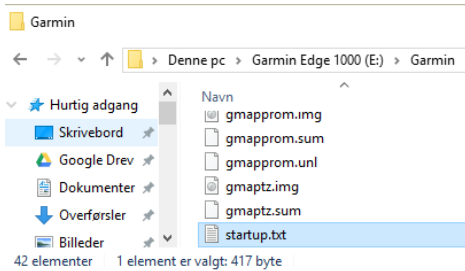 Garmin
Denne pc > Garmin Edge 1000 (E:) > Garmin
Hurtig adgang
Skrivebord
Google Drev
Dokumenter
Overførsler
Billeder
Navn
gmapprom.img
gmapprom.sum
gmapprom.unl
gmaptz.img
gmaptz.sum
startup.txt
42 elementer 1 element er valgt: 417 byte